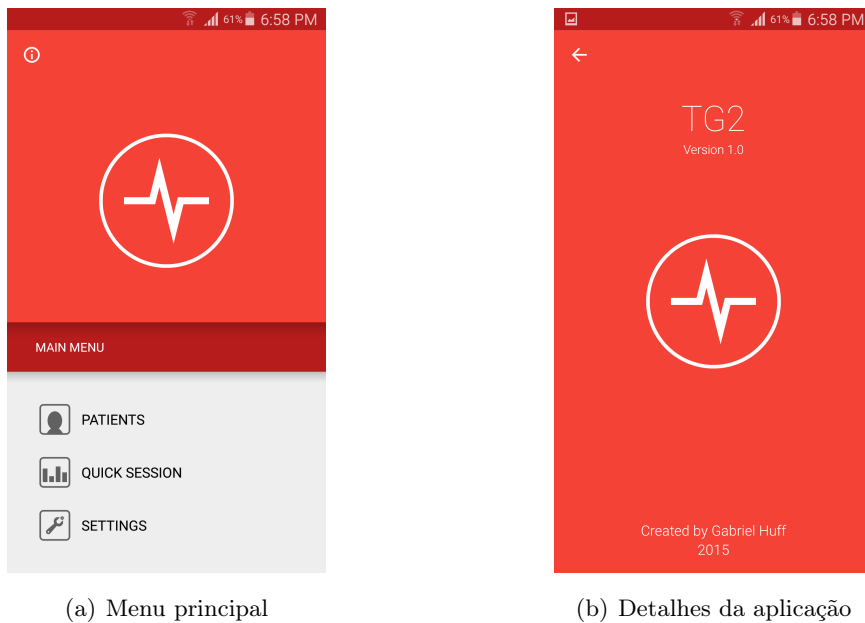 61% 6:58 PM
MAIN MENU
PATIENTS
QUICK SESSION
SETTINGS
(a) Menu principal
61% 6:58 PM
TG2
Version 1.0
Created by Gabriel Huff
2015
(b) Detalhes da aplicação